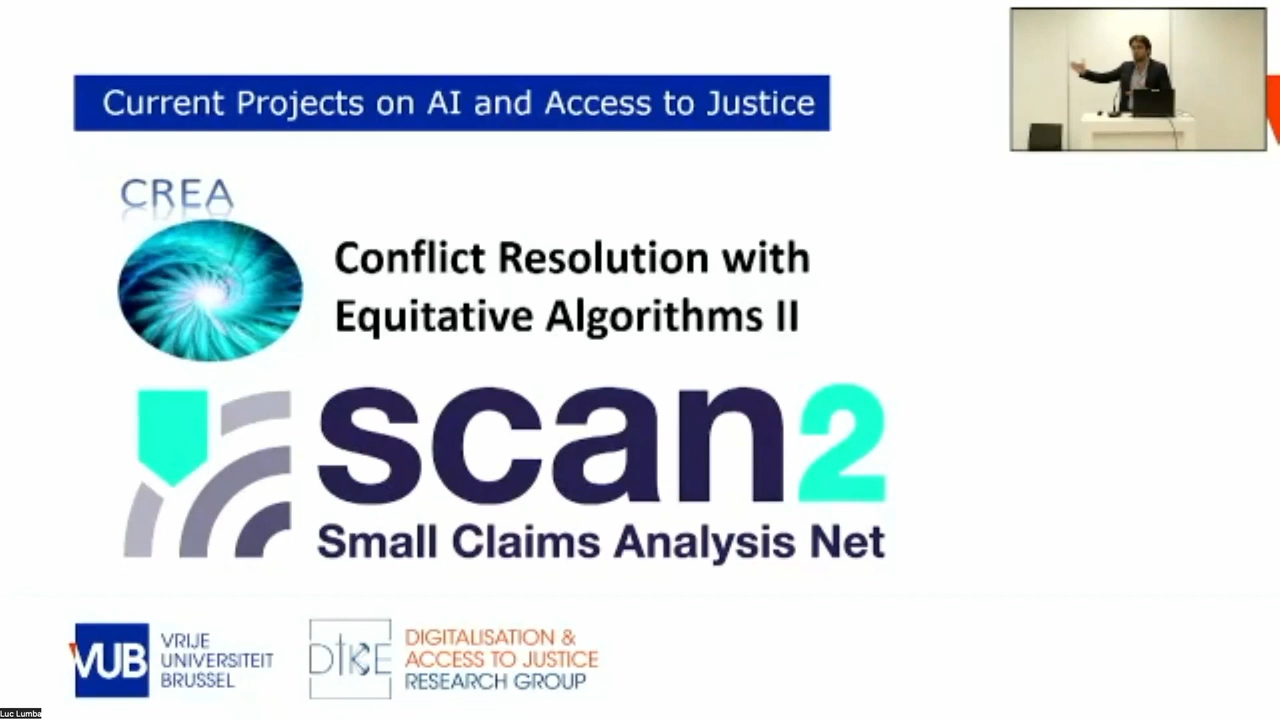 Current Projects on AI and Access to Justice
CREA
Conflict Resolution with
Equitative Algorithms II
scan2
Small Claims Analysis Net
VUB
VRIJE
UNIVERSITEIT
BRUSSEL
DIKE
DIGITALISATION &
ACCESS TO JUSTICE
RESEARCH GROUP
Luc Lumba